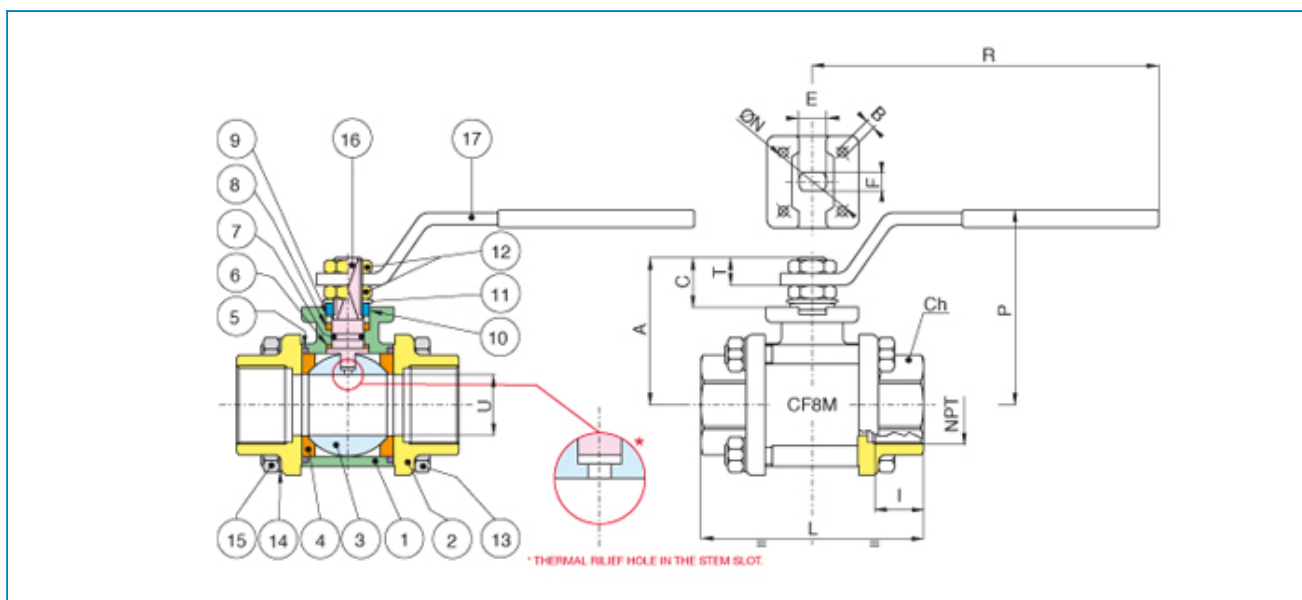 R
E
B
ØN
F
9
16
17
8
7
12
6
11
5
10
C
T
A
P
Ch
U
CF8M
NPT
*
I
L
15
14
4
3
1
2
13
* THERMAL RILIEF HOLE IN THE STEM SLOT.